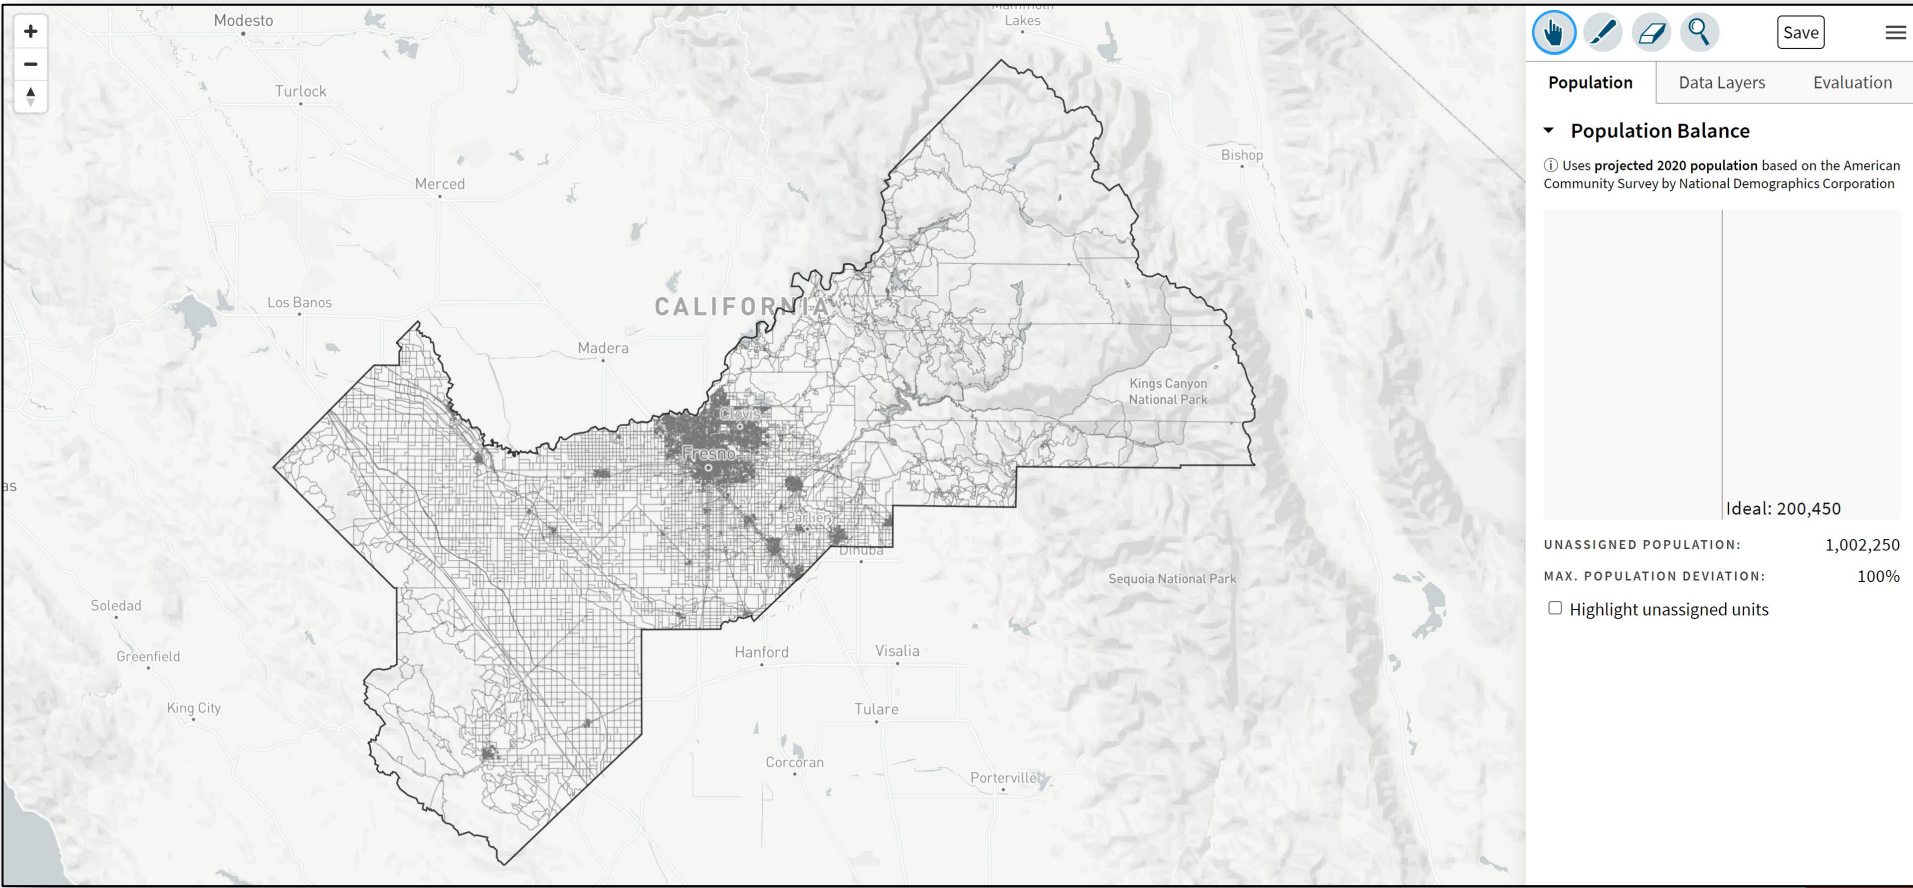 Modesto
Mammoth
Lakes
Turlock
Merced
Bishop
Los Banos
CALIFORNIA
Madera
Kings Canyon
National Park
Clovis
Fresno
as
Parlier
Dinuba
Sequoia National Park
Soledad
Greenfield
Hanford
Visalia
King City
Tulare
Corcoran
Porterville
Save
Population
Data Layers
Evaluation
Population Balance
Uses projected 2020 population based on the American
Community Survey by National Demographics Corporation
Ideal: 200,450
UNASSIGNED POPULATION: 1,002,250
MAX. POPULATION DEVIATION: 100%
Highlight unassigned units